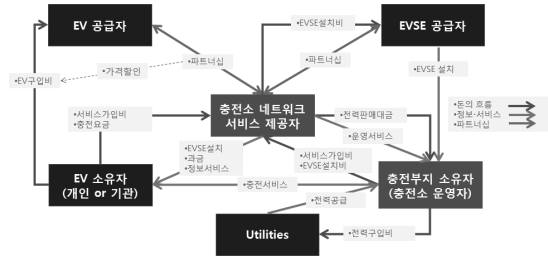 EV 공급자
•EVSE설치비
EVSE 공급자
•파트너십
•파트너십
•가격할인
•EV구입비
•EVSE 설치
•서비스가입비
•충전요금
충전소 네트워크
서비스 제공자
•전력판매대금
•운영서비스
•돈의 흐름
•정보·서비스
•파트너십
•EVSE설치
•과금
•정보서비스
•서비스가입비
•EVSE설치비
EV 소유자
(개인 or 기관)
•충전서비스
충전부지 소유자
(충전소 운영자)
•전력공급
Utilities
•전력구입비